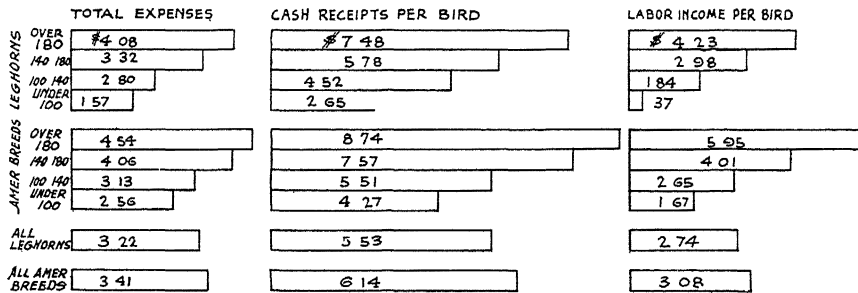 TOTAL EXPENSES CASH RECEIPTS PER BIRD LABOR INCOME PER BIRD
LEGHORNS
OVER 180 $4 08 $7 48 $4 23
140 180 3 32 5 78 2 98
100 140 2 80 4 52 1 84
UNDER 100 1 57 2 65 37
AMER BREEDS
OVER 180 4 54 8 74 5 95
140 180 4 06 7 57 4 01
100 140 3 13 5 51 2 65
UNDER 100 2 56 4 27 1 67
ALL LEGHORNS 3 22 5 53 2 74
ALL AMER BREEDS 3 41 6 14 3 08